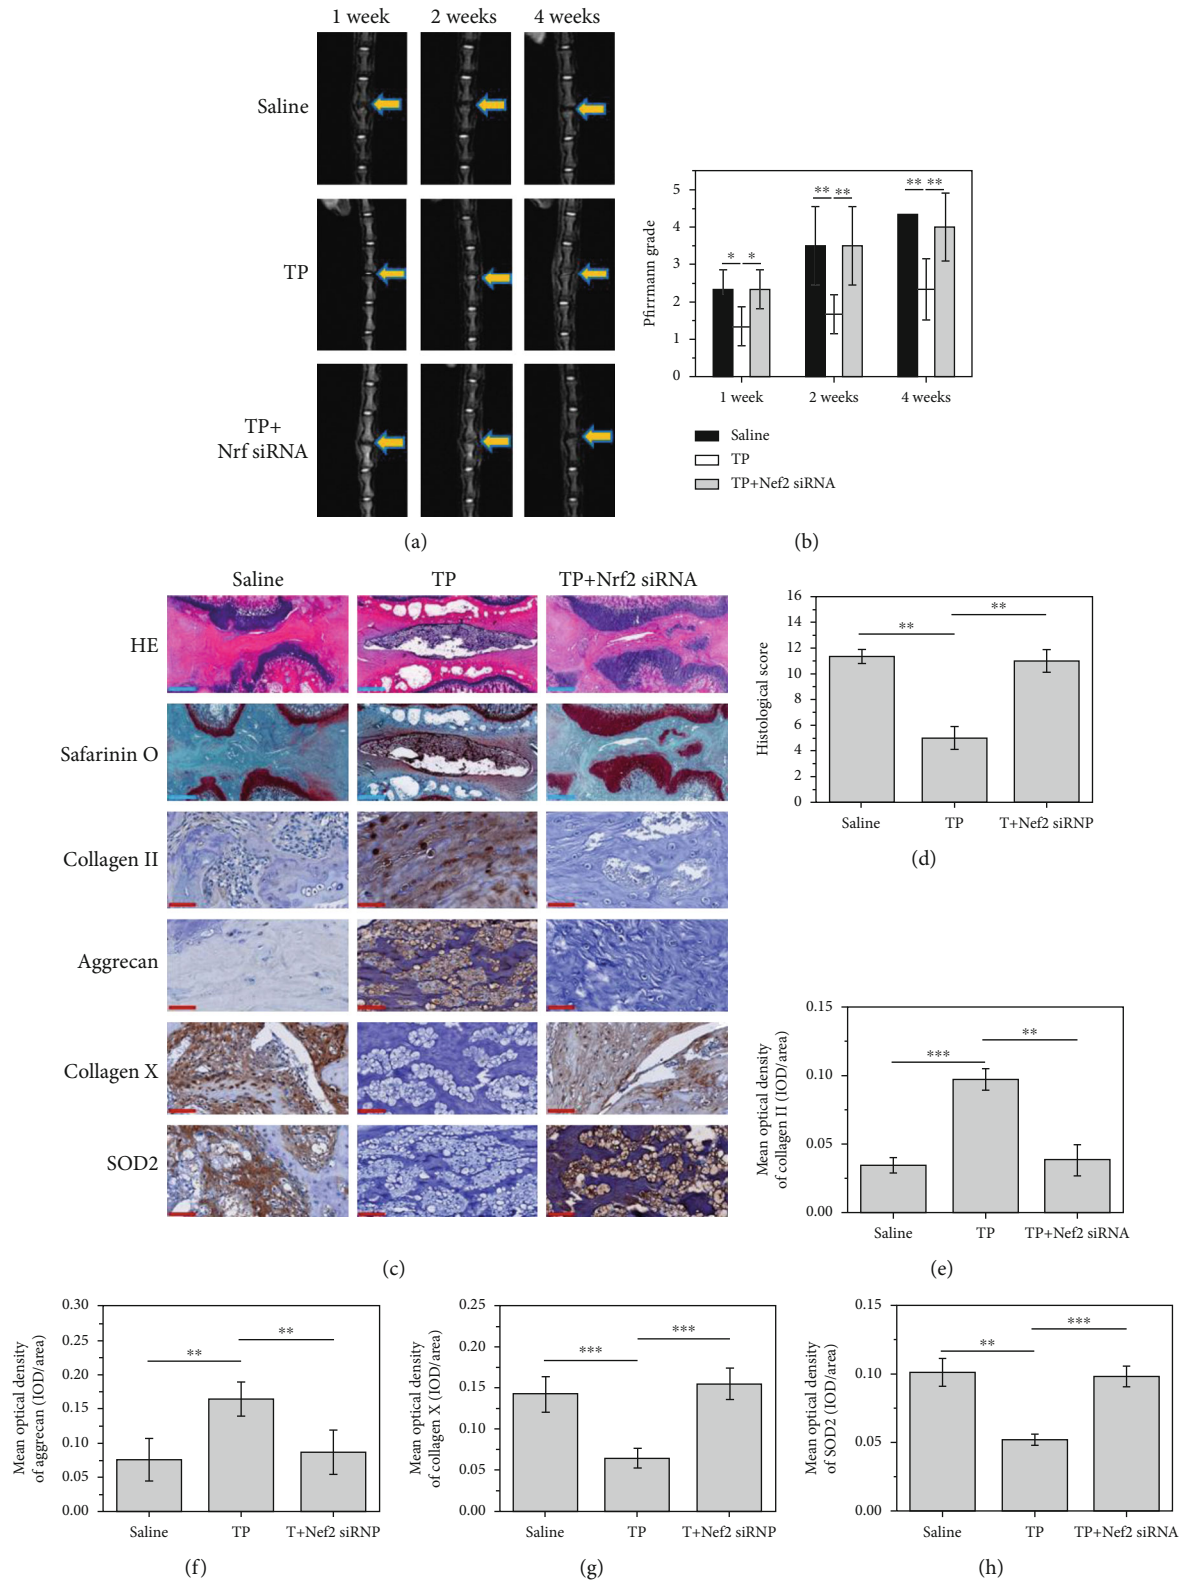 1 week 2 weeks 4 weeks
Saline
TP
TP+
Nrf siRNA
(a)
Pfirrmann grade
5
4
3
2
1
0
* *
** **
** **
1 week 2 weeks 4 weeks
Saline
TP
TP+Nef2 siRNA
(b)
Saline TP TP+Nrf2 siRNA
HE
Safarinin O
Collagen II
Aggrecan
Collagen X
SOD2
(c)
Histological score
16
14
12
10
8
6
4
2
0
**
**
Saline TP T+Nef2 siRNP
(d)
Mean optical density
of collagen II (IOD/area)
0.15
0.10
0.05
0.00
***
**
Saline TP TP+Nef2 siRNA
(e)
Mean optical density
of aggrecan (IOD/area)
0.30
0.25
0.20
0.15
0.10
0.05
0.00
**
**
Saline TP T+Nef2 siRNP
(f)
Mean optical density
of collagen X (IOD/area)
0.25
0.20
0.15
0.10
0.05
0.00
***
***
Saline TP T+Nef2 siRNP
(g)
Mean optical density
of SOD2 (IOD/area)
0.15
0.10
0.05
0.00
**
***
Saline TP TP+Nef2 siRNA
(h)